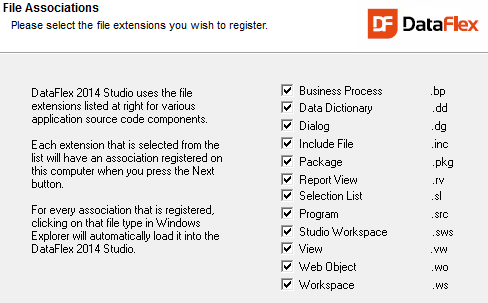 File Associations
Please select the file extensions you wish to register.
DF DataFlex
DataFlex 2014 Studio uses the file
extensions listed at right for various
application source code components.
Each extension that is selected from the
list will have an association registered on
this computer when you press the Next
button.
For every association that is registered,
clicking on that file type in Windows
Explorer will automatically load it into the
DataFlex 2014 Studio.
Business Process .bp
Data Dictionary .dd
Dialog .dg
Include File .inc
Package .pkg
Report View .rv
Selection List .sl
Program .src
Studio Workspace .sws
View .vw
Web Object .wo
Workspace .ws